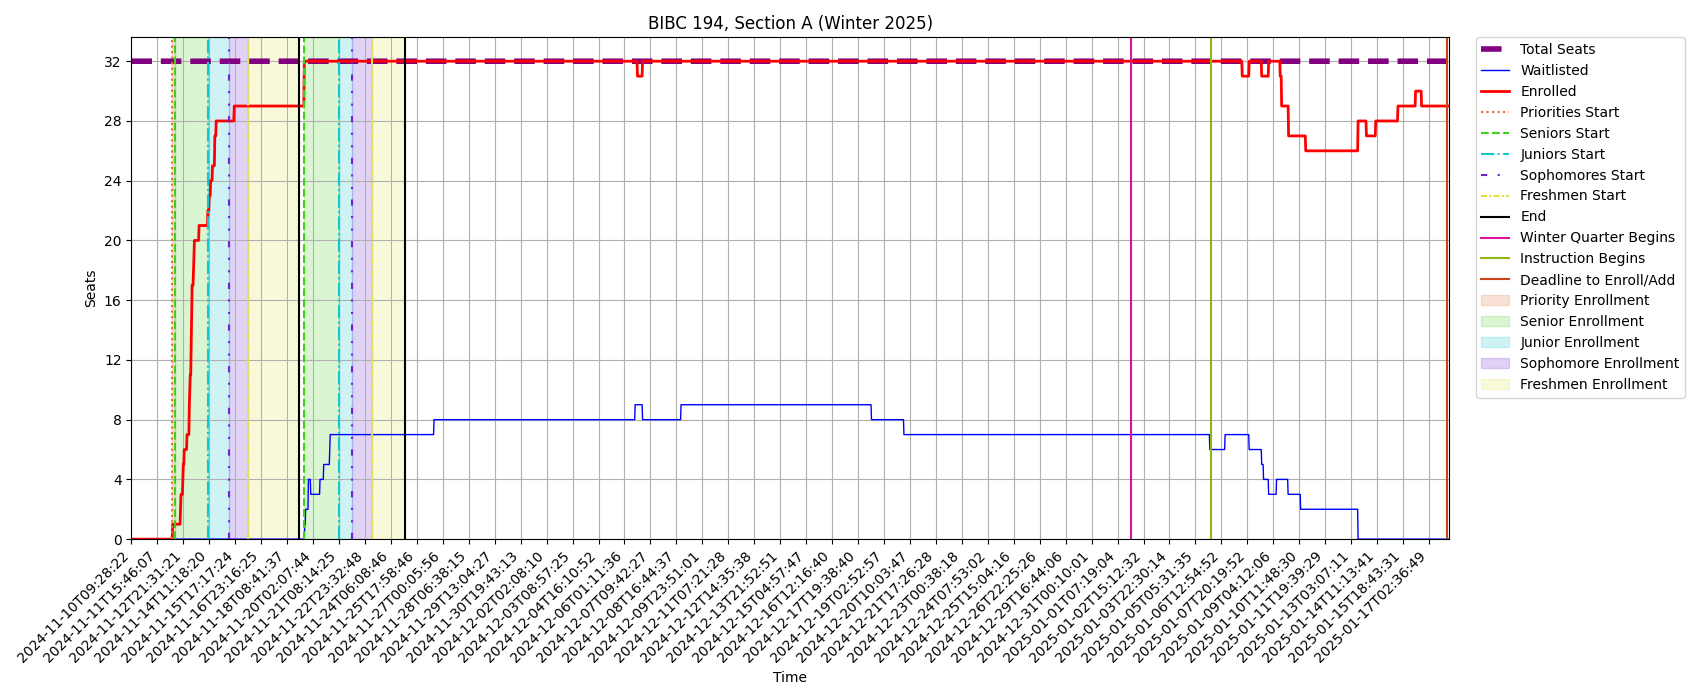 BIBC 194, Section A (Winter 2025)
Total Seats
Waitlisted
Enrolled
Priorities Start
Seniors Start
Juniors Start
Sophomores Start
Freshmen Start
End
Winter Quarter Begins
Instruction Begins
Deadline to Enroll/Add
Priority Enrollment
Senior Enrollment
Junior Enrollment
Sophomore Enrollment
Freshmen Enrollment
Seats
32
28
24
20
16
12
8
4
0
2024-11-10T09:28:22
2024-11-11T15:46:07
2024-11-12T21:31:21
2024-11-14T11:18:20
2024-11-15T17:17:24
2024-11-16T23:16:25
2024-11-18T08:41:37
2024-11-20T02:07:44
2024-11-21T08:14:25
2024-11-22T23:32:48
2024-11-24T06:08:46
2024-11-25T17:58:46
2024-11-27T00:05:56
2024-11-28T06:38:15
2024-11-29T13:04:27
2024-11-30T19:43:13
2024-12-02T02:08:10
2024-12-03T08:57:25
2024-12-04T16:10:52
2024-12-06T01:11:36
2024-12-07T09:42:27
2024-12-08T16:44:37
2024-12-09T23:51:01
2024-12-11T07:21:28
2024-12-12T14:35:38
2024-12-13T21:52:51
2024-12-15T04:57:47
2024-12-16T12:16:40
2024-12-17T19:38:40
2024-12-19T02:52:57
2024-12-20T10:03:47
2024-12-21T17:26:28
2024-12-23T00:38:18
2024-12-24T07:53:02
2024-12-25T15:04:16
2024-12-26T22:25:26
2024-12-29T16:44:06
2024-12-31T00:10:01
2025-01-01T07:19:04
2025-01-02T15:12:32
2025-01-03T22:30:14
2025-01-05T05:31:35
2025-01-06T12:54:52
2025-01-07T20:19:52
2025-01-09T04:12:06
2025-01-10T11:48:30
2025-01-11T19:39:29
2025-01-13T03:07:11
2025-01-14T11:13:41
2025-01-15T18:43:31
2025-01-17T02:36:49
Time